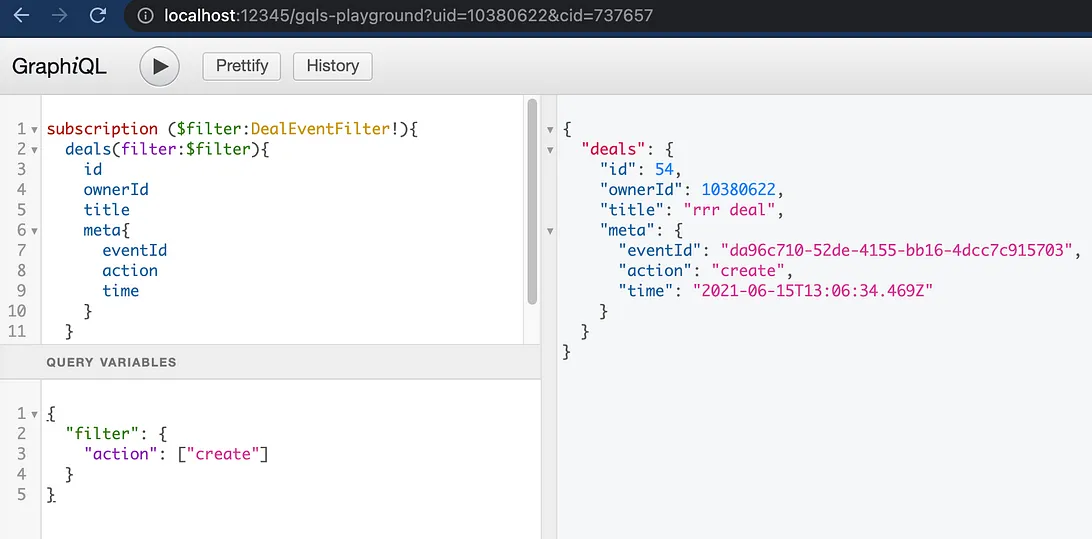 localhost:12345/gqls-playground?uid=10380622&cid=737657
GraphiQL Prettify History
1 subscription ($filter:DealEventFilter!){
2 deals(filter:$filter){
3 id
4 ownerId
5 title
6 meta{
7 eventId
8 action
9 time
10 }
11 }
QUERY VARIABLES
1 {
2 "filter": {
3 "action": ["create"]
4 }
5 }
{
"deals": {
"id": 54,
"ownerId": 10380622,
"title": "rrr deal",
"meta": {
"eventId": "da96c710-52de-4155-bb16-4dcc7c915703",
"action": "create",
"time": "2021-06-15T13:06:34.469Z"
}
}
}